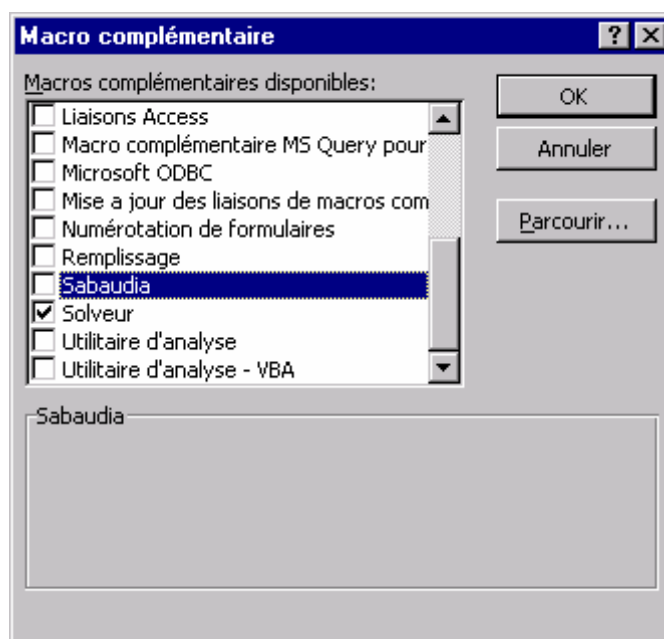 Macro complémentaire
Macros complémentaires disponibles:
Liaisons Access
Macro complémentaire MS Query pour
Microsoft ODBC
Mise a jour des liaisons de macros com
Numérotation de formulaires
Remplissage
Sabaudia
Solveur
Utilitaire d'analyse
Utilitaire d'analyse - VBA
OK
Annuler
Parcourir...
Sabaudia